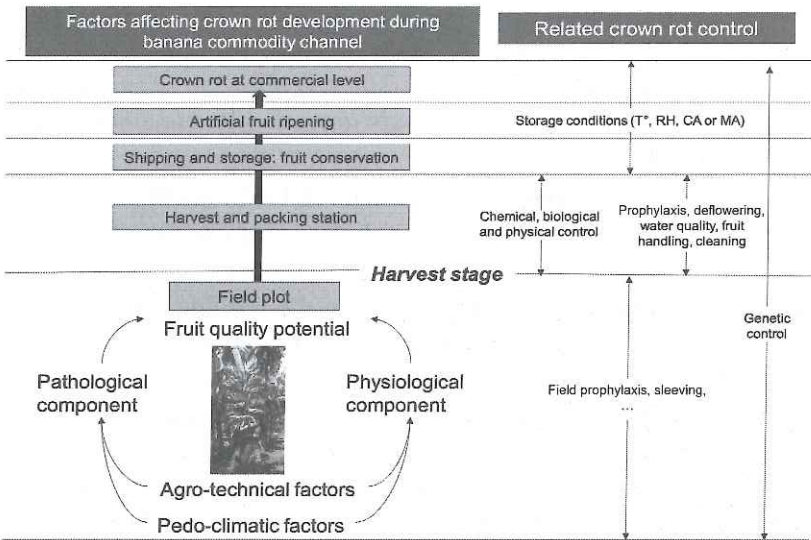 Factors affecting crown rot development during
banana commodity channel
Related crown rot control
Crown rot at commercial level
Artificial fruit ripening
Storage conditions (T°, RH, CA or MA)
Shipping and storage: fruit conservation
Harvest and packing station
Chemical, biological
and physical control
Prophylaxis, deflowering,
water quality, fruit
handling, cleaning
Harvest stage
Field plot
Fruit quality potential
Genetic
control
Pathological
component
Physiological
component
Field prophylaxis, sleeving,
...
Agro-technical factors
Pedo-climatic factors